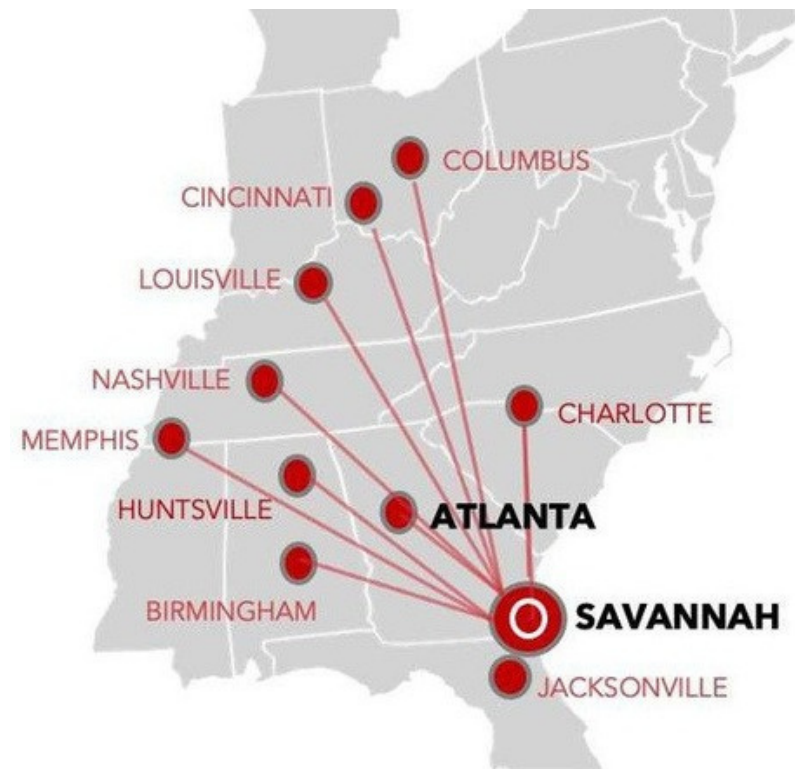 COLUMBUS
CINCINNATI
LOUISVILLE
NASHVILLE
CHARLOTTE
MEMPHIS
HUNTSVILLE
ATLANTA
BIRMINGHAM
SAVANNAH
JACKSONVILLE